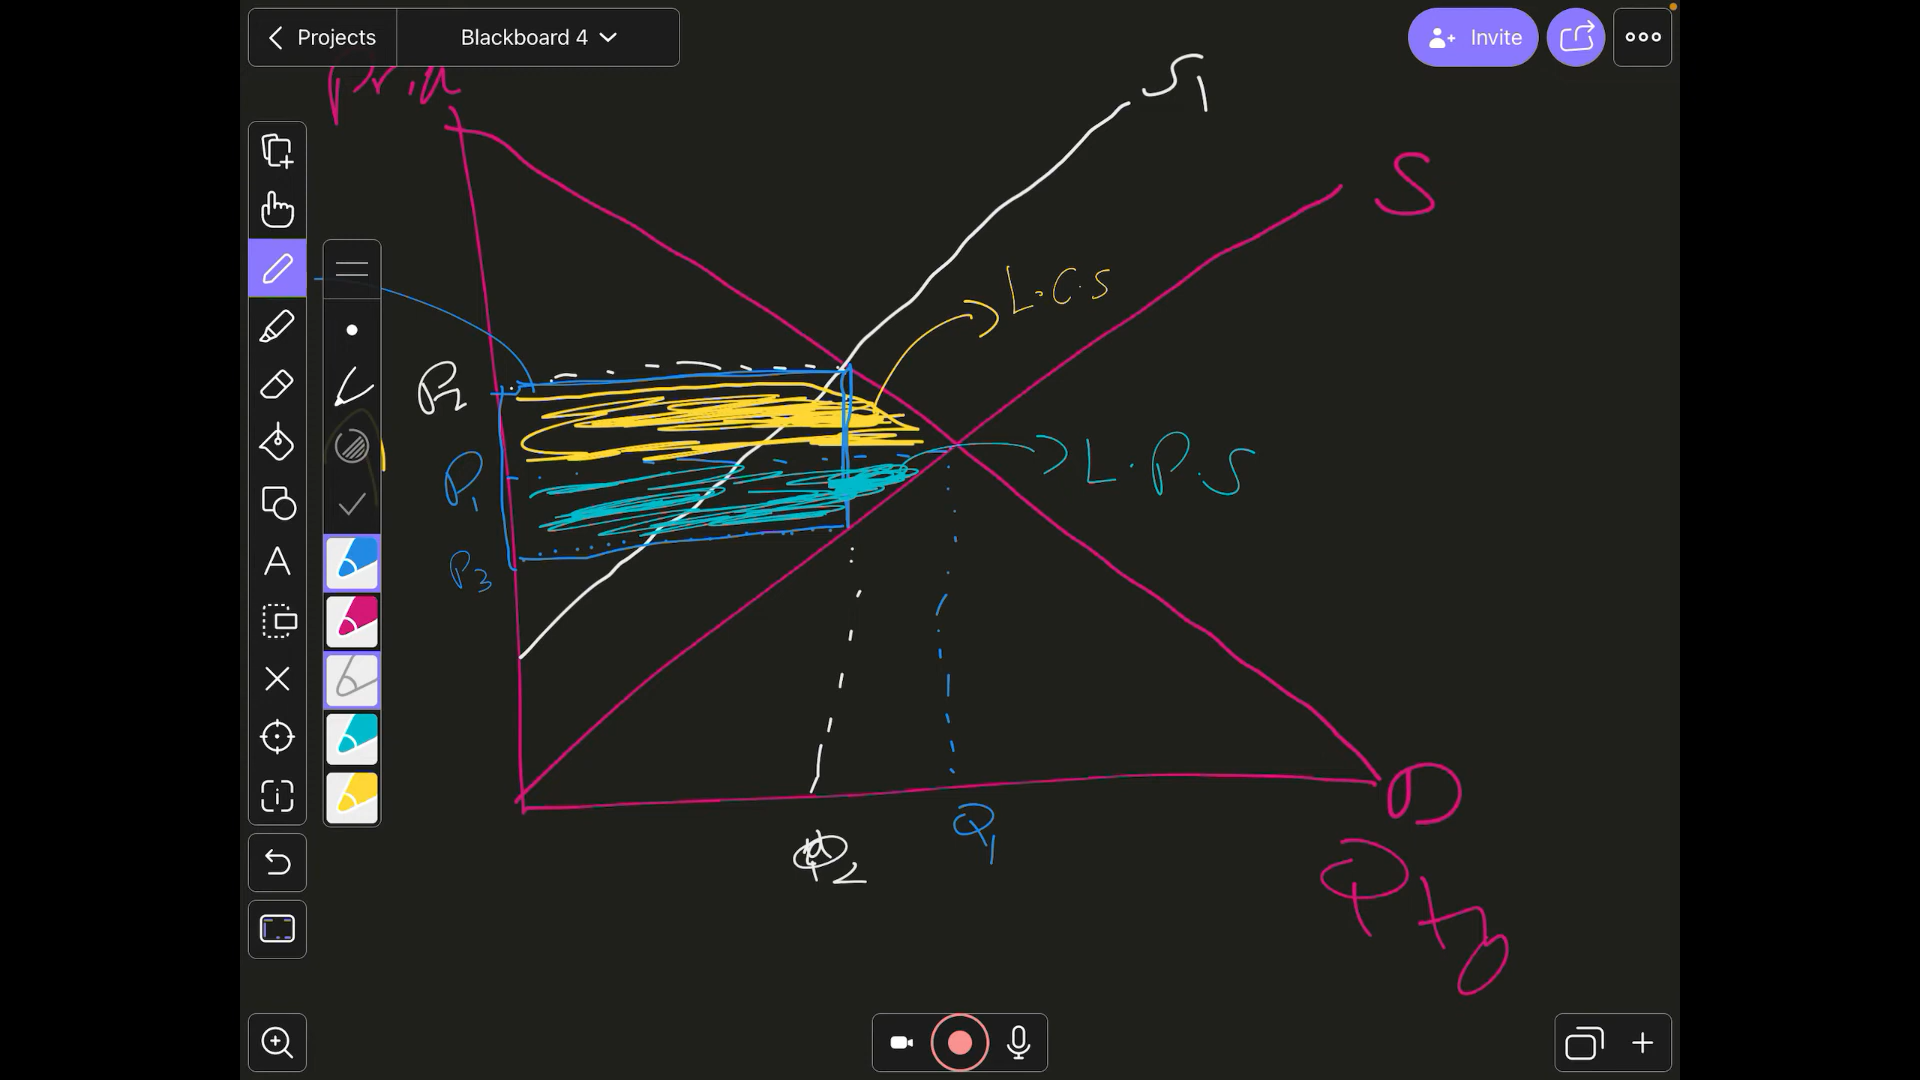 Projects
Blackboard 4
Invite
S1
S
L.C.S
P2
P1
L.P.S
P3
A
D
Q1
Q2
Qty